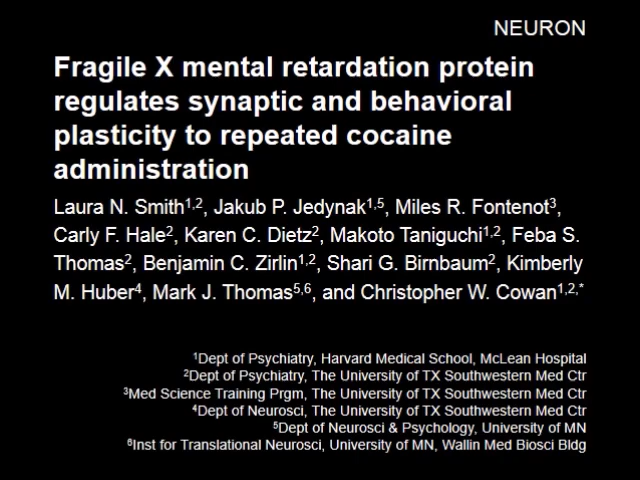 NEURON
Fragile X mental retardation protein
regulates synaptic and behavioral
plasticity to repeated cocaine
administration
Laura N. Smith1,2, Jakub P. Jedynak1,5, Miles R. Fontenot3,
Carly F. Hale2, Karen C. Dietz2, Makoto Taniguchi1,2, Feba S.
Thomas2, Benjamin C. Zirlin1,2, Shari G. Birnbaum2, Kimberly
M. Huber4, Mark J. Thomas5,6, and Christopher W. Cowan1,2,*
1Dept of Psychiatry, Harvard Medical School, McLean Hospital
2Dept of Psychiatry, The University of TX Southwestern Med Ctr
3Med Science Training Prgm, The University of TX Southwestern Med Ctr
4Dept of Neurosci, The University of TX Southwestern Med Ctr
5Dept of Neurosci & Psychology, University of MN
6Inst for Translational Neurosci, University of MN, Wallin Med Biosci Bldg